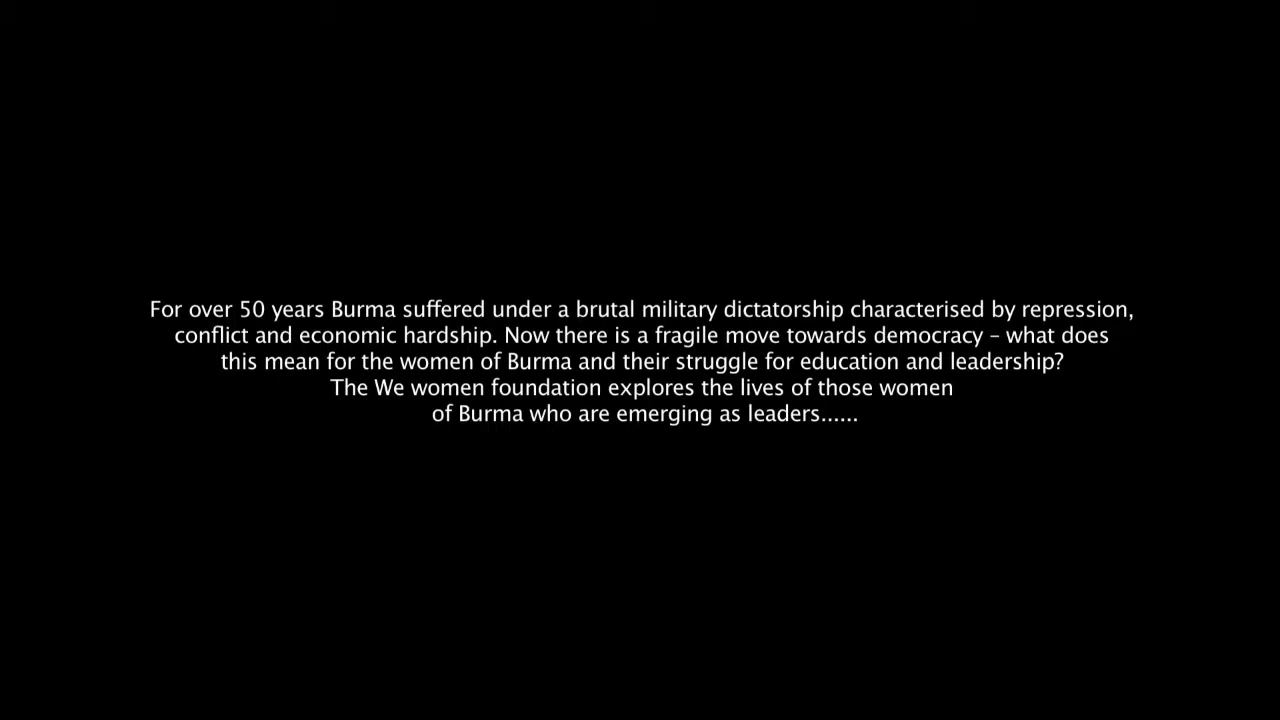 For over 50 years Burma suffered under a brutal military dictatorship characterised by repression,
conflict and economic hardship. Now there is a fragile move towards democracy – what does
this mean for the women of Burma and their struggle for education and leadership?
The We women foundation explores the lives of those women
of Burma who are emerging as leaders......